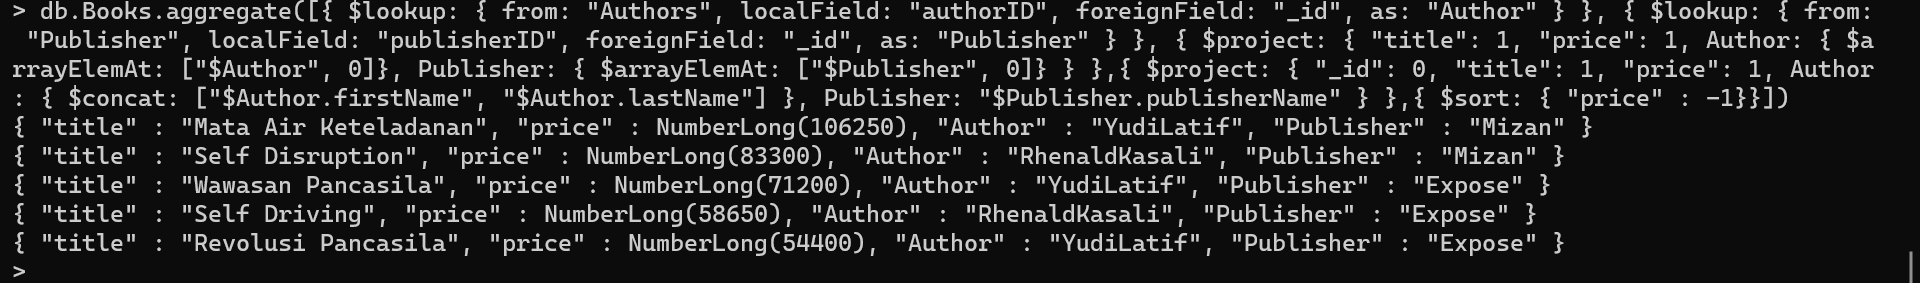 > db.Books.aggregate([{ $lookup: { from: "Authors", localField: "authorID", foreignField: "_id", as: "Author" } }, { $lookup: { from:
 "Publisher", localField: "publisherID", foreignField: "_id", as: "Publisher" } }, { $project: { "title": 1, "price": 1, Author: { $a
rrayElemAt: ["$Author", 0]}, Publisher: { $arrayElemAt: ["$Publisher", 0]} } },{ $project: { "_id": 0, "title": 1, "price": 1, Author
: { $concat: ["$Author.firstName", "$Author.lastName"] }, Publisher: "$Publisher.publisherName" } },{ $sort: { "price" : -1}}])
{ "title" : "Mata Air Keteladanan", "price" : NumberLong(106250), "Author" : "YudiLatif", "Publisher" : "Mizan" }
{ "title" : "Self Disruption", "price" : NumberLong(83300), "Author" : "RhenaldKasali", "Publisher" : "Mizan" }
{ "title" : "Wawasan Pancasila", "price" : NumberLong(71200), "Author" : "YudiLatif", "Publisher" : "Expose" }
{ "title" : "Self Driving", "price" : NumberLong(58650), "Author" : "RhenaldKasali", "Publisher" : "Expose" }
{ "title" : "Revolusi Pancasila", "price" : NumberLong(54400), "Author" : "YudiLatif", "Publisher" : "Expose" }
>